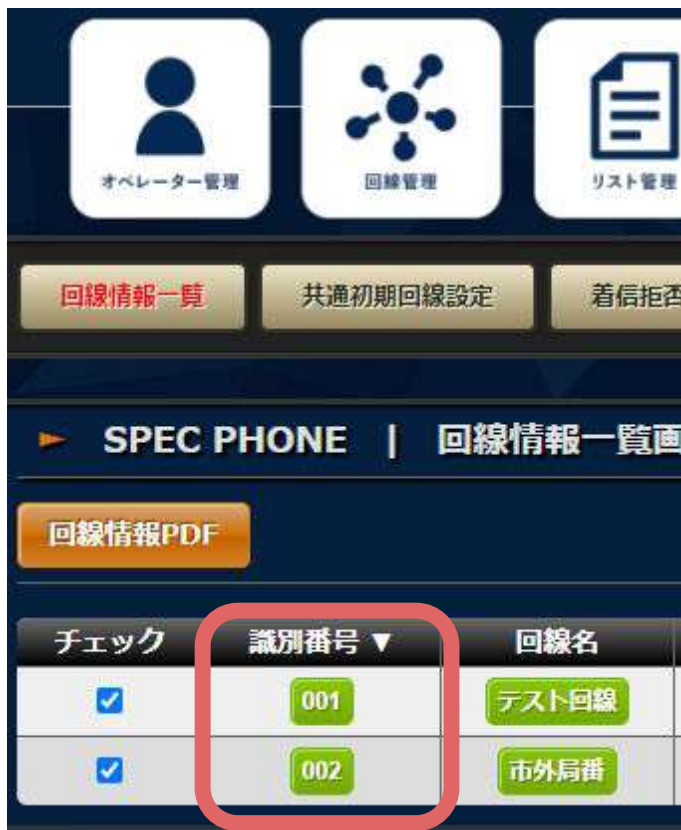 オペレーター管理 回線管理 リスト管理
回線情報一覧 共通初期回線設定 着信拒否
► SPEC PHONE | 回線情報一覧画
回線情報PDF
チェック 識別番号 ▼ 回線名
001 テスト回線
002 市外局番